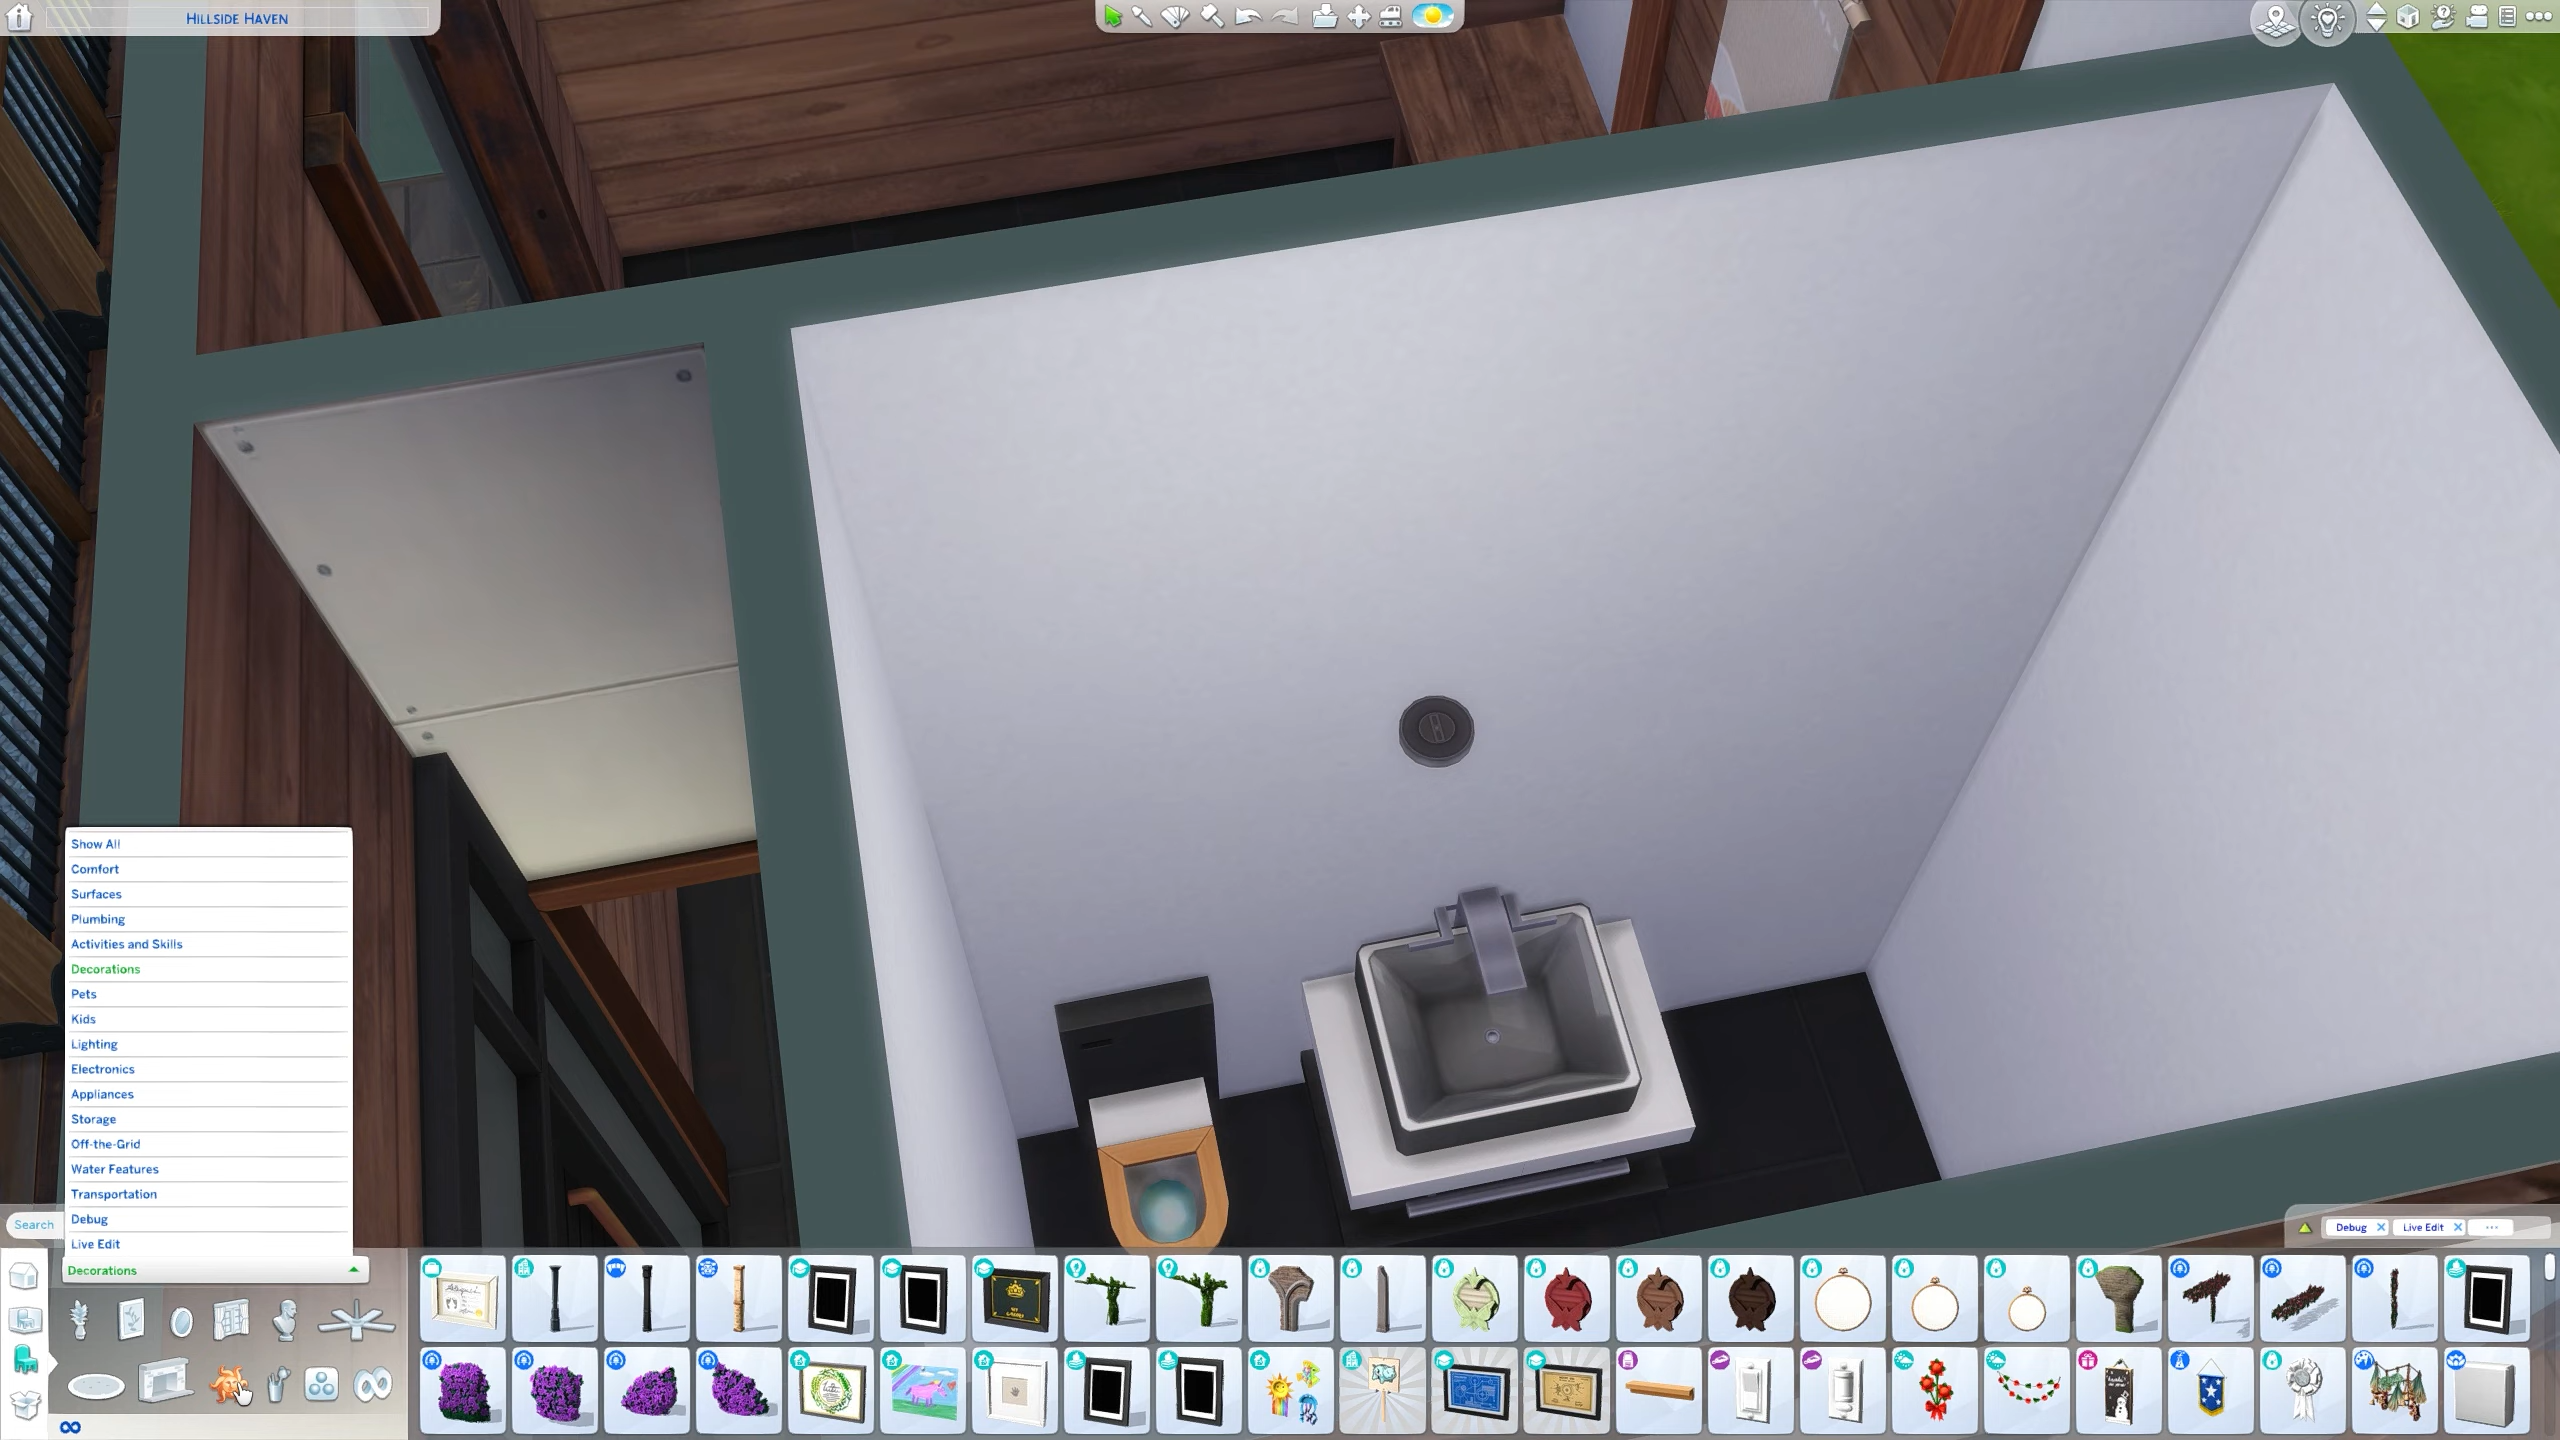 Hillside Haven
Show All
Comfort
Surfaces
Plumbing
Activities and Skills
Decorations
Pets
Kids
Lighting
Electronics
Appliances
Storage
Off-the-Grid
Water Features
Transportation
Debug
Live Edit
Search
Decorations
Debug
Live Edit
...